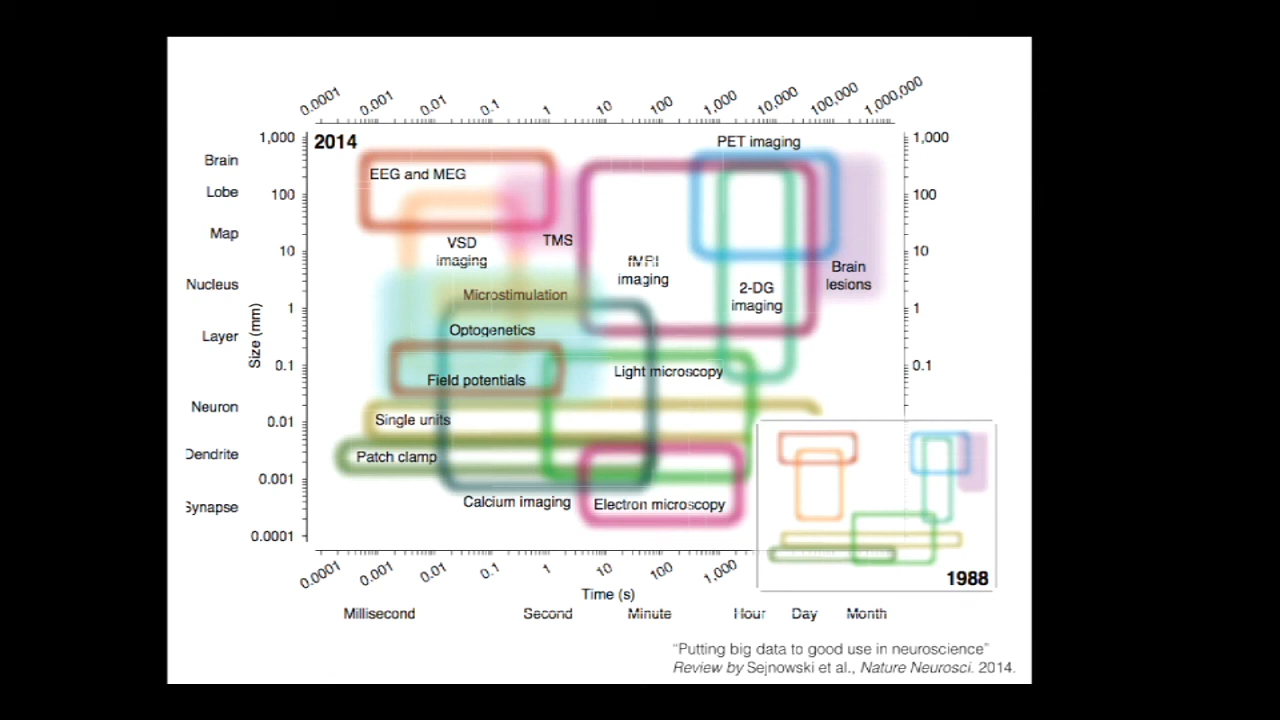 0.0001 0.001 0.01 0.1 1 10 100 1,000 10,000 100,000 1,000,000
2014
PET imaging
1,000 1,000
Brain
EEG and MEG
Lobe 100 100
Map
VSD
imaging
TMS
10 10
fMRI
imaging
Brain
lesions
Nucleus
Microstimulation
2-DG
imaging
1 1
Layer
Optogenetics
Size (mm)
0.1 0.1
Light microscopy
Field potentials
Neuron
Single units
0.01
Dendrite
Patch clamp
0.001
Synapse
Calcium imaging
Electron microscopy
0.0001
0.0001 0.001 0.01 0.1 1 10 100 1,000
1988
Time (s)
Millisecond Second Minute Hour Day Month
“Putting big data to good use in neuroscience”
Review by Sejnowski et al., Nature Neurosci. 2014.